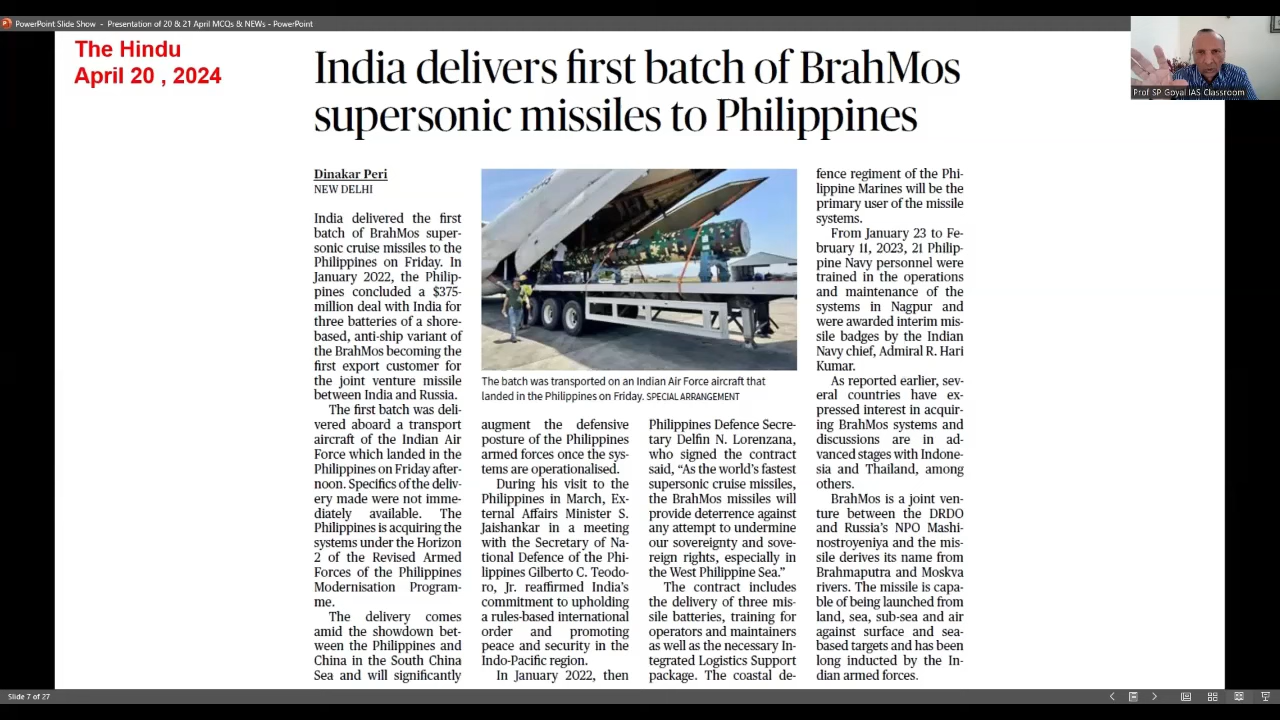 PowerPoint Slide Show - Presentation of 20 & 21 April MCQs & NEWs - PowerPoint
The Hindu
April 20 , 2024
Prof SP Goyal IAS Classroom
India delivers first batch of BrahMos
supersonic missiles to Philippines
Dinakar Peri
NEW DELHI
India delivered the first
batch of BrahMos super-
sonic cruise missiles to the
Philippines on Friday. In
January 2022, the Philip-
pines concluded a $375-
million deal with India for
three batteries of a shore-
based, anti-ship variant of
the BrahMos becoming the
first export customer for
the joint venture missile
between India and Russia.
The first batch was deli-
vered aboard a transport
aircraft of the Indian Air
Force which landed in the
Philippines on Friday after-
noon. Specifics of the deliv-
ery made were not imme-
diately available. The
Philippines is acquiring the
systems under the Horizon
2 of the Revised Armed
Forces of the Philippines
Modernisation Program-
me.
The delivery comes
amid the showdown bet-
ween the Philippines and
China in the South China
Sea and will significantly
The batch was transported on an Indian Air Force aircraft that
landed in the Philippines on Friday. SPECIAL ARRANGEMENT
augment the defensive
posture of the Philippines
armed forces once the sys-
tems are operationalised.
During his visit to the
Philippines in March, Ex-
ternal Affairs Minister S.
Jaishankar in a meeting
with the Secretary of Na-
tional Defence of the Phi-
lippines Gilberto C. Teodo-
ro, Jr. reaffirmed India's
commitment to upholding
a rules-based international
order and promoting
peace and security in the
Indo-Pacific region.
In January 2022, then
Philippines Defence Secre-
tary Delfin N. Lorenzana,
who signed the contract
said, “As the world's fastest
supersonic cruise missiles,
the BrahMos missiles will
provide deterrence against
any attempt to undermine
our sovereignty and sove-
reign rights, especially in
the West Philippine Sea.”
The contract includes
the delivery of three mis-
sile batteries, training for
operators and maintainers
as well as the necessary In-
tegrated Logistics Support
package. The coastal de-
fence regiment of the Phi-
lippine Marines will be the
primary user of the missile
systems.
From January 23 to Fe-
bruary 11, 2023, 21 Philip-
pine Navy personnel were
trained in the operations
and maintenance of the
systems in Nagpur and
were awarded interim mis-
sile badges by the Indian
Navy chief, Admiral R. Hari
Kumar.
As reported earlier, sev-
eral countries have ex-
pressed interest in acquir-
ing BrahMos systems and
discussions are in ad-
vanced stages with Indone-
sia and Thailand, among
others.
BrahMos is a joint ven-
ture between the DRDO
and Russia's NPO Mashi-
nostroyeniya and the mis-
sile derives its name from
Brahmaputra and Moskva
rivers. The missile is capa-
ble of being launched from
land, sea, sub-sea and air
against surface and sea-
based targets and has been
long inducted by the In-
dian armed forces.
Slide 7 of 27